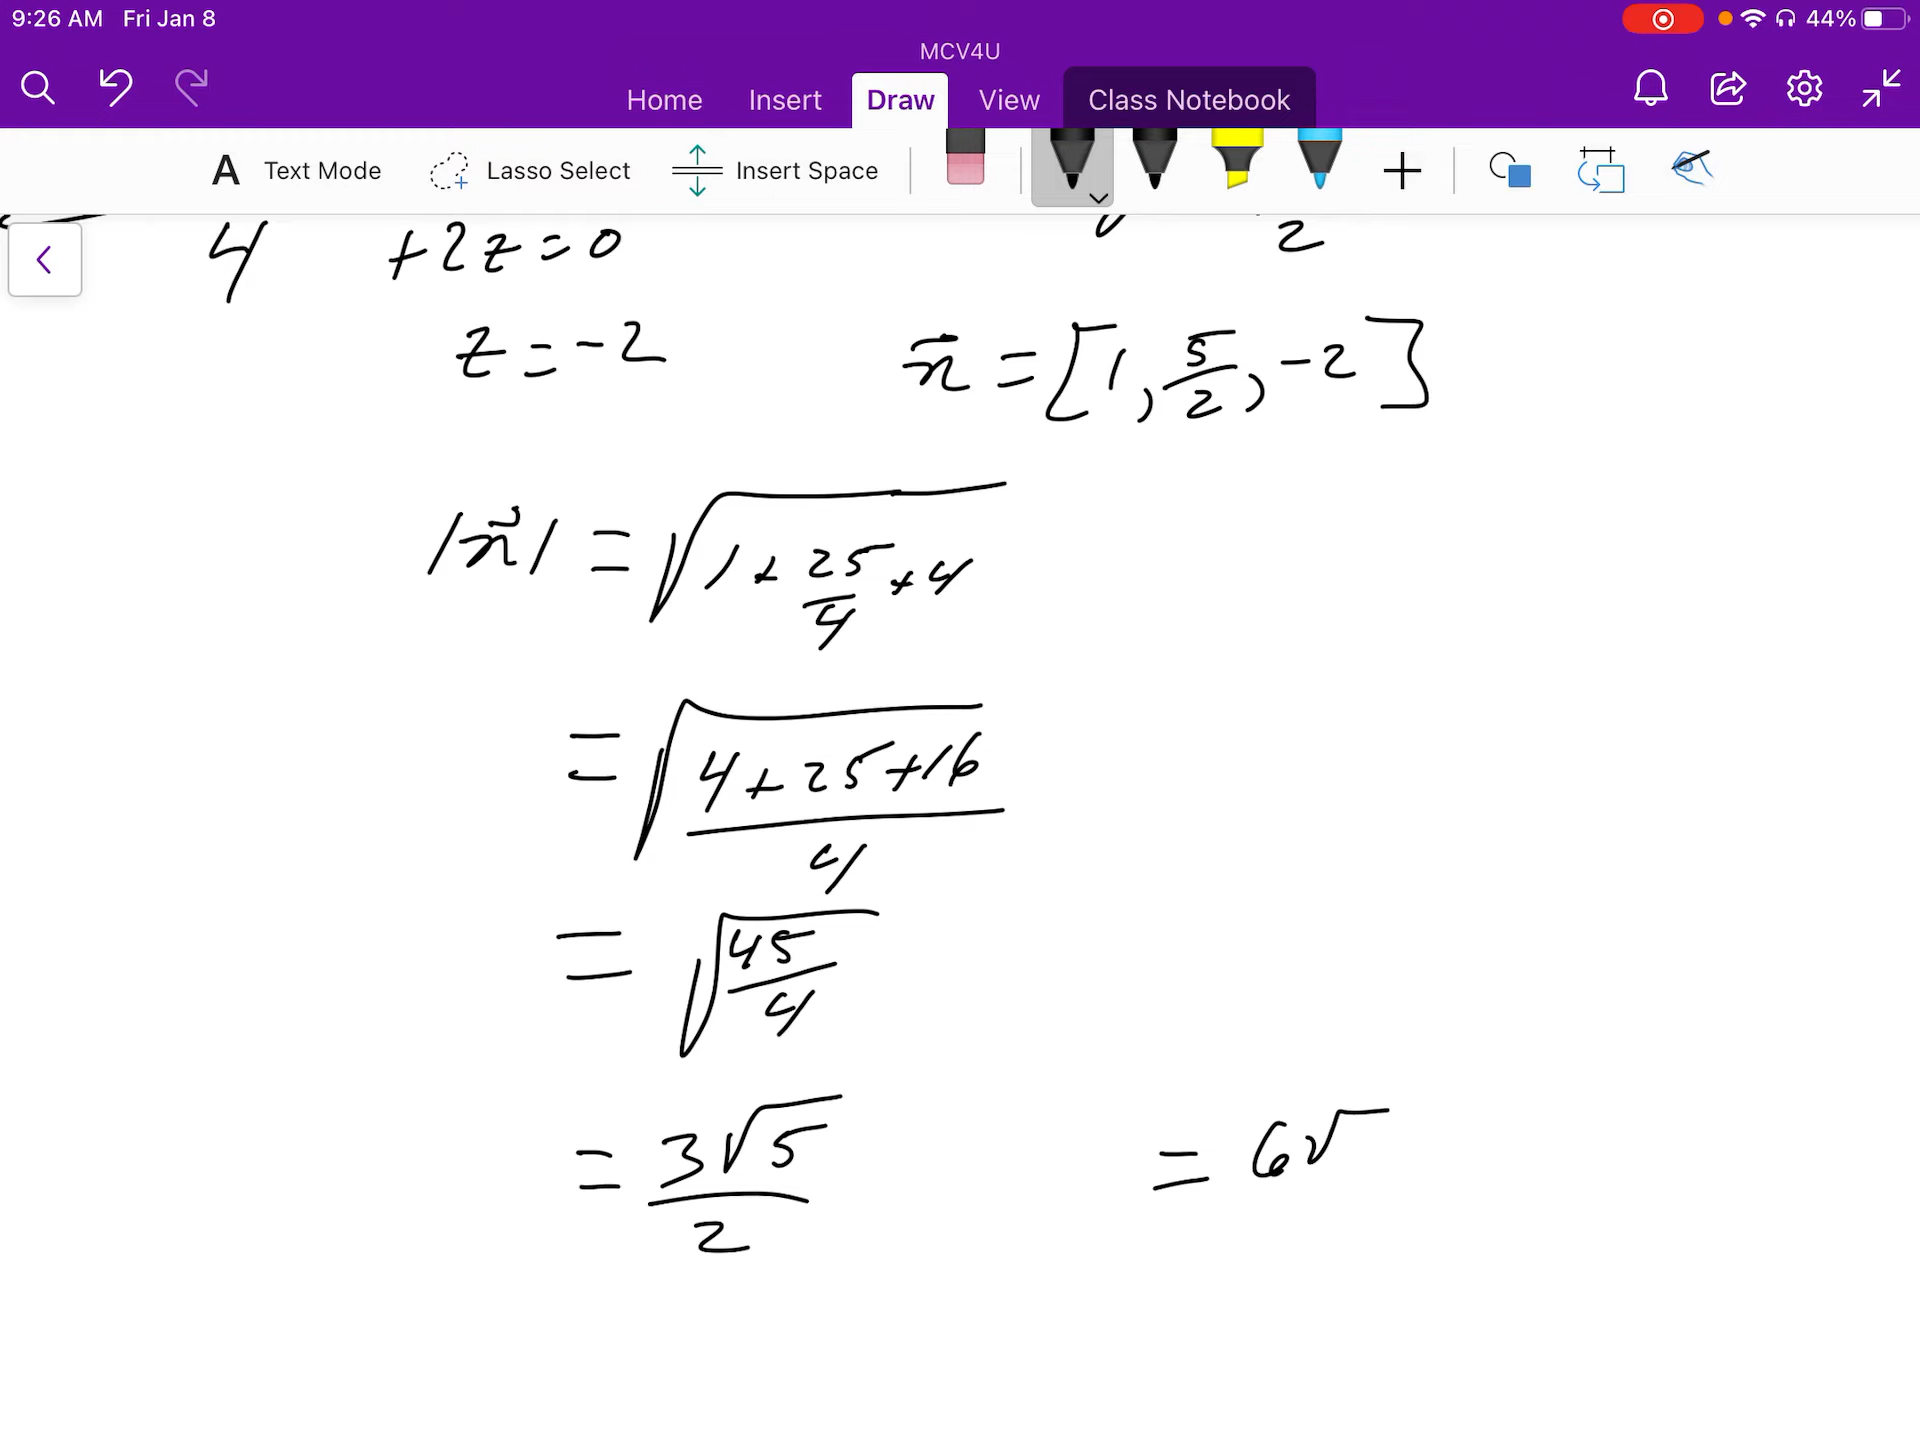 9:26 AM Fri Jan 8 44%
MCV4U
Home Insert Draw View Class Notebook
A Text Mode Lasso Select Insert Space
4 +2z=0 2
z=-2 n⃗=[1,5/2,-2]
|n⃗|=√(1+25/4+4)
=√((4+25+16)/4)
=√(45/4)
=3√5/2 =6√